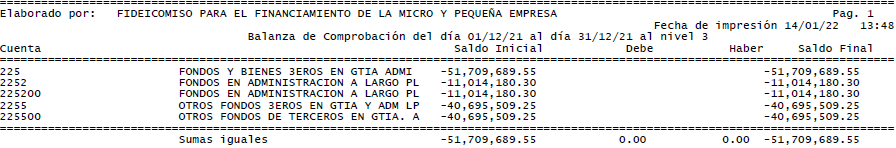 Elaborado por: FIDEICOMISO PARA EL FINANCIAMIENTO DE LA MICRO Y PEQUEÑA EMPRESA Pag. 1
Fecha de impresión 14/01/22 13:48
Balanza de Comprobación del día 01/12/21 al día 31/12/21 al nivel 3
Cuenta Saldo Inicial Debe Haber Saldo Final
225 FONDOS Y BIENES 3EROS EN GTIA ADMI -51,709,689.55 -51,709,689.55
2252 FONDOS EN ADMINISTRACION A LARGO PL -11,014,180.30 -11,014,180.30
225200 FONDOS EN ADMINISTRACION A LARGO PL -11,014,180.30 -11,014,180.30
2255 OTROS FONDOS 3EROS EN GTIA Y ADM LP -40,695,509.25 -40,695,509.25
225500 OTROS FONDOS DE TERCEROS EN GTIA. A -40,695,509.25 -40,695,509.25
Sumas iguales -51,709,689.55 0.00 0.00 -51,709,689.55